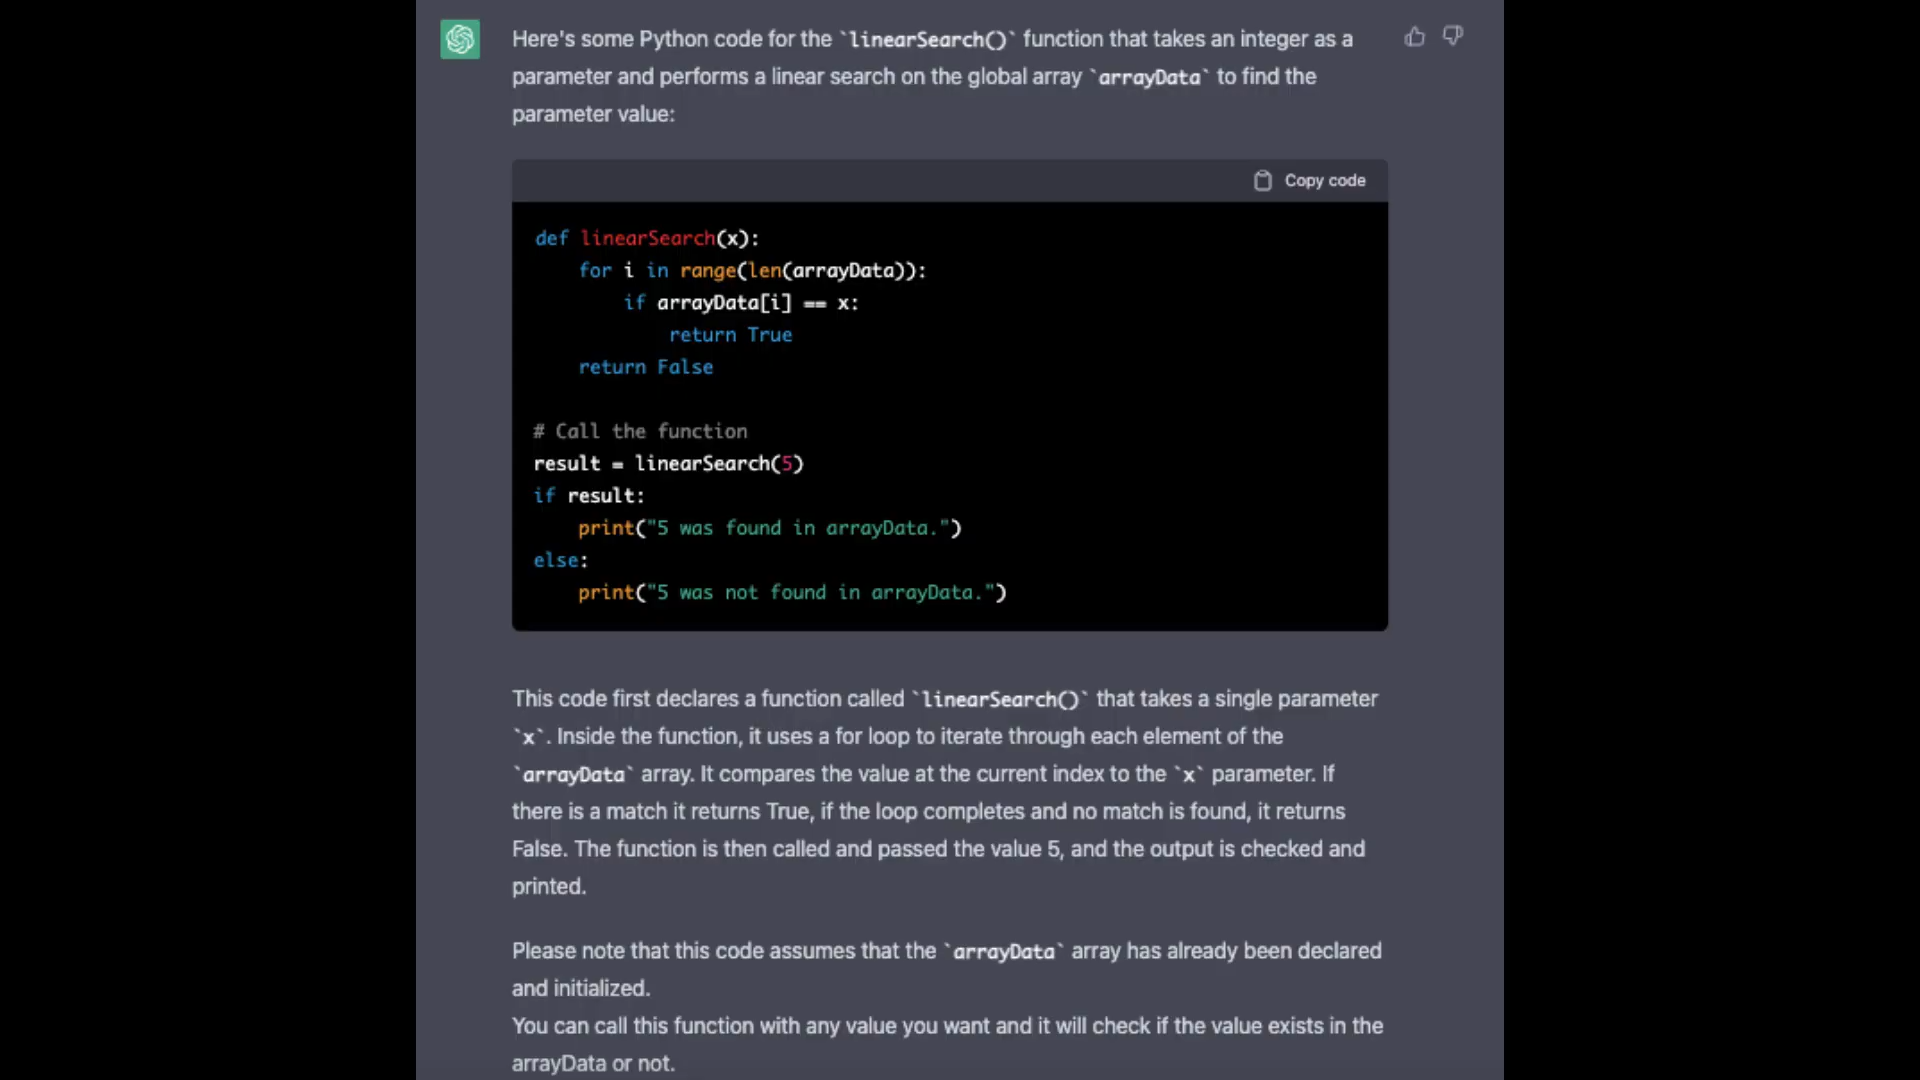 Here's some Python code for the `linearSearch()` function that takes an integer as a
parameter and performs a linear search on the global array `arrayData` to find the
parameter value:
Copy code
def linearSearch(x):
    for i in range(len(arrayData)):
        if arrayData[i] == x:
            return True
    return False

# Call the function
result = linearSearch(5)
if result:
    print("5 was found in arrayData.")
else:
    print("5 was not found in arrayData.")
This code first declares a function called `linearSearch()` that takes a single parameter
`x`. Inside the function, it uses a for loop to iterate through each element of the
`arrayData` array. It compares the value at the current index to the `x` parameter. If
there is a match it returns True, if the loop completes and no match is found, it returns
False. The function is then called and passed the value 5, and the output is checked and
printed.
Please note that this code assumes that the `arrayData` array has already been declared
and initialized.
You can call this function with any value you want and it will check if the value exists in the
arrayData or not.